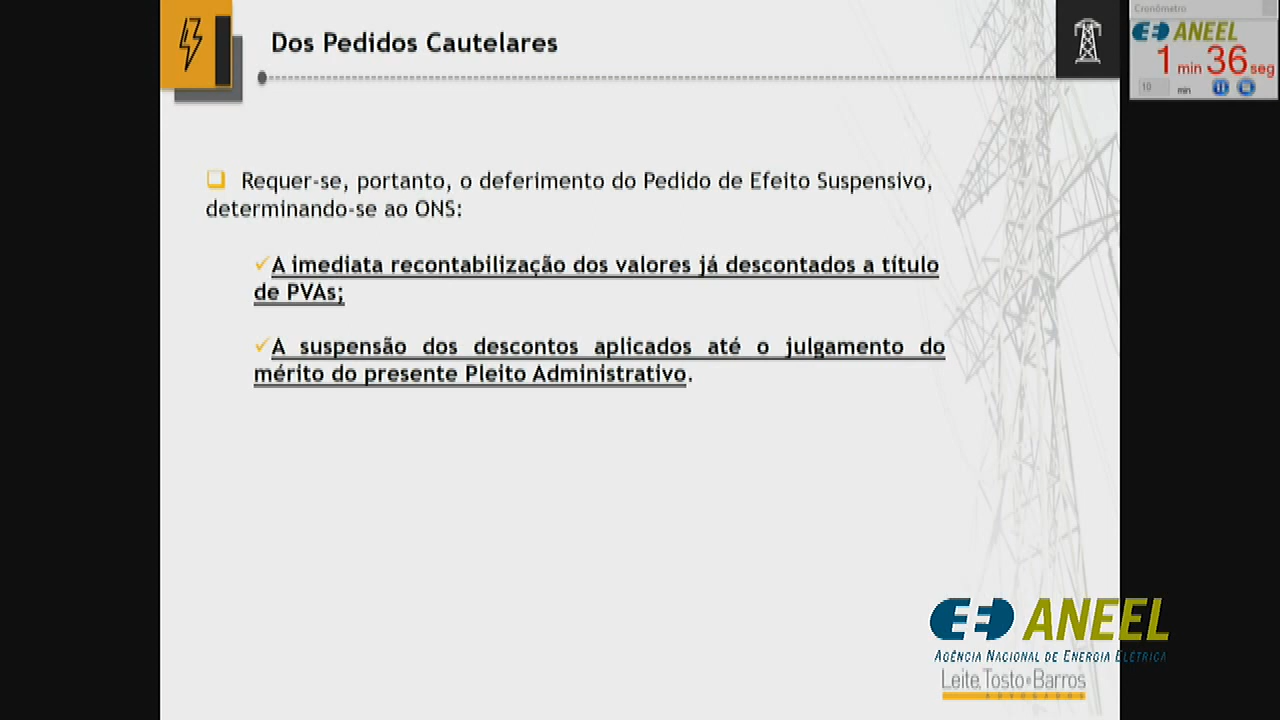 Dos Pedidos Cautelares
Cronômetro
ANEEL
1 min 36 seg
10 min
Requer-se, portanto, o deferimento do Pedido de Efeito Suspensivo,
determinando-se ao ONS:
A imediata recontabilização dos valores já descontados a título
de PVAs;
A suspensão dos descontos aplicados até o julgamento do
mérito do presente Pleito Administrativo.
ANEEL
AGÊNCIA NACIONAL DE ENERGIA ELÉTRICA
Leite, Tosto e Barros
ADVOGADOS